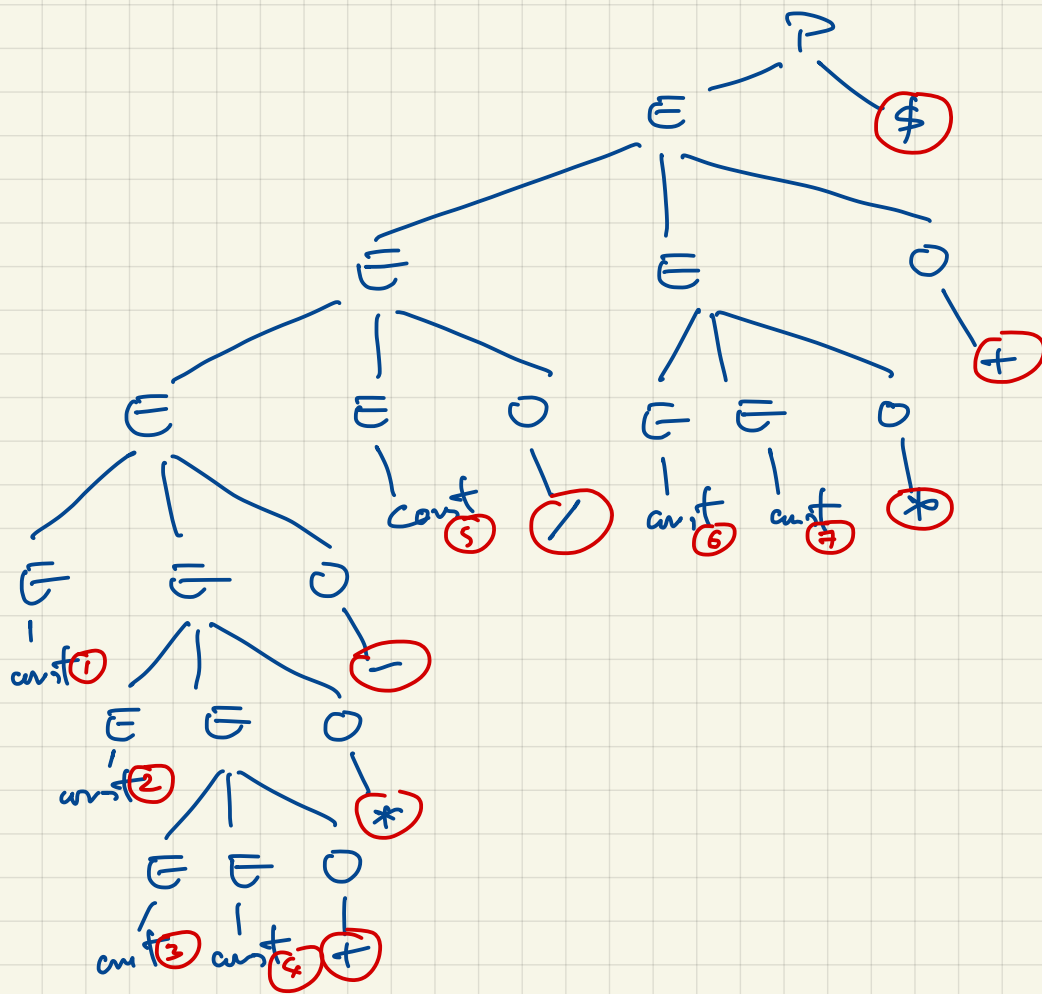 P
E $
E E O
E E O E E O +
const 5 / const 6 const 7 *
E E O
const 1 -
E E O
const 2 *
E E O
const 3 const 4 +